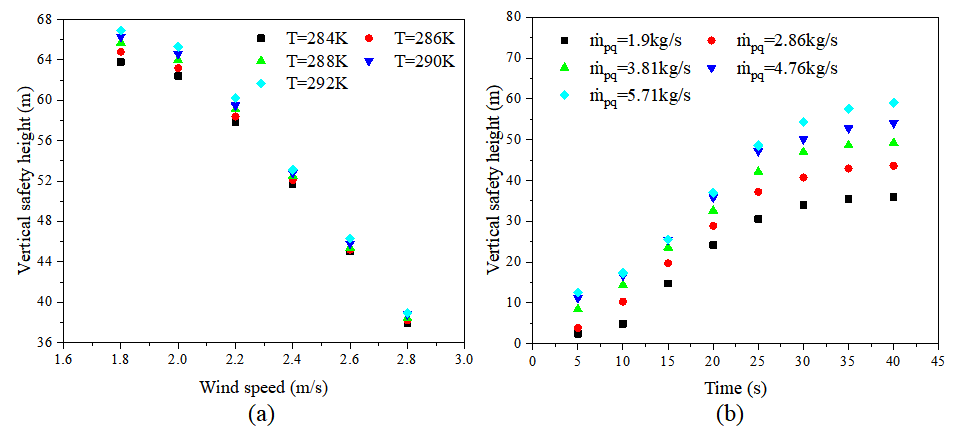 68
64
60
56
52
48
44
40
36
1.6 1.8 2.0 2.2 2.4 2.6 2.8 3.0
Vertical safety height (m)
Wind speed (m/s)
T=284K T=286K
T=288K T=290K
T=292K
(a)
80
70
60
50
40
30
20
10
0
0 5 10 15 20 25 30 35 40 45
Vertical safety height (m)
Time (s)
ṁpq=1.9kg/s ṁpq=2.86kg/s
ṁpq=3.81kg/s ṁpq=4.76kg/s
ṁpq=5.71kg/s
(b)